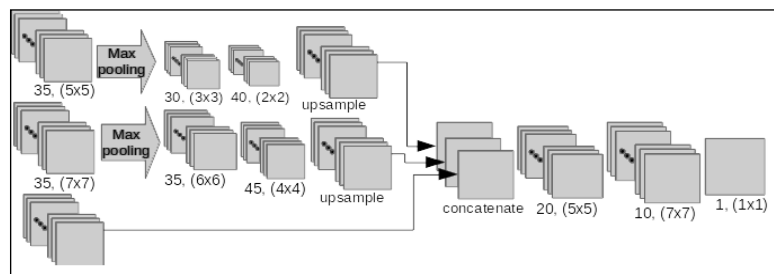 Max
pooling
35, (5x5)
30, (3x3)
40, (2x2)
upsample
Max
pooling
35, (7x7)
35, (6x6)
45, (4x4)
upsample
concatenate
20, (5x5)
10, (7x7)
1, (1x1)